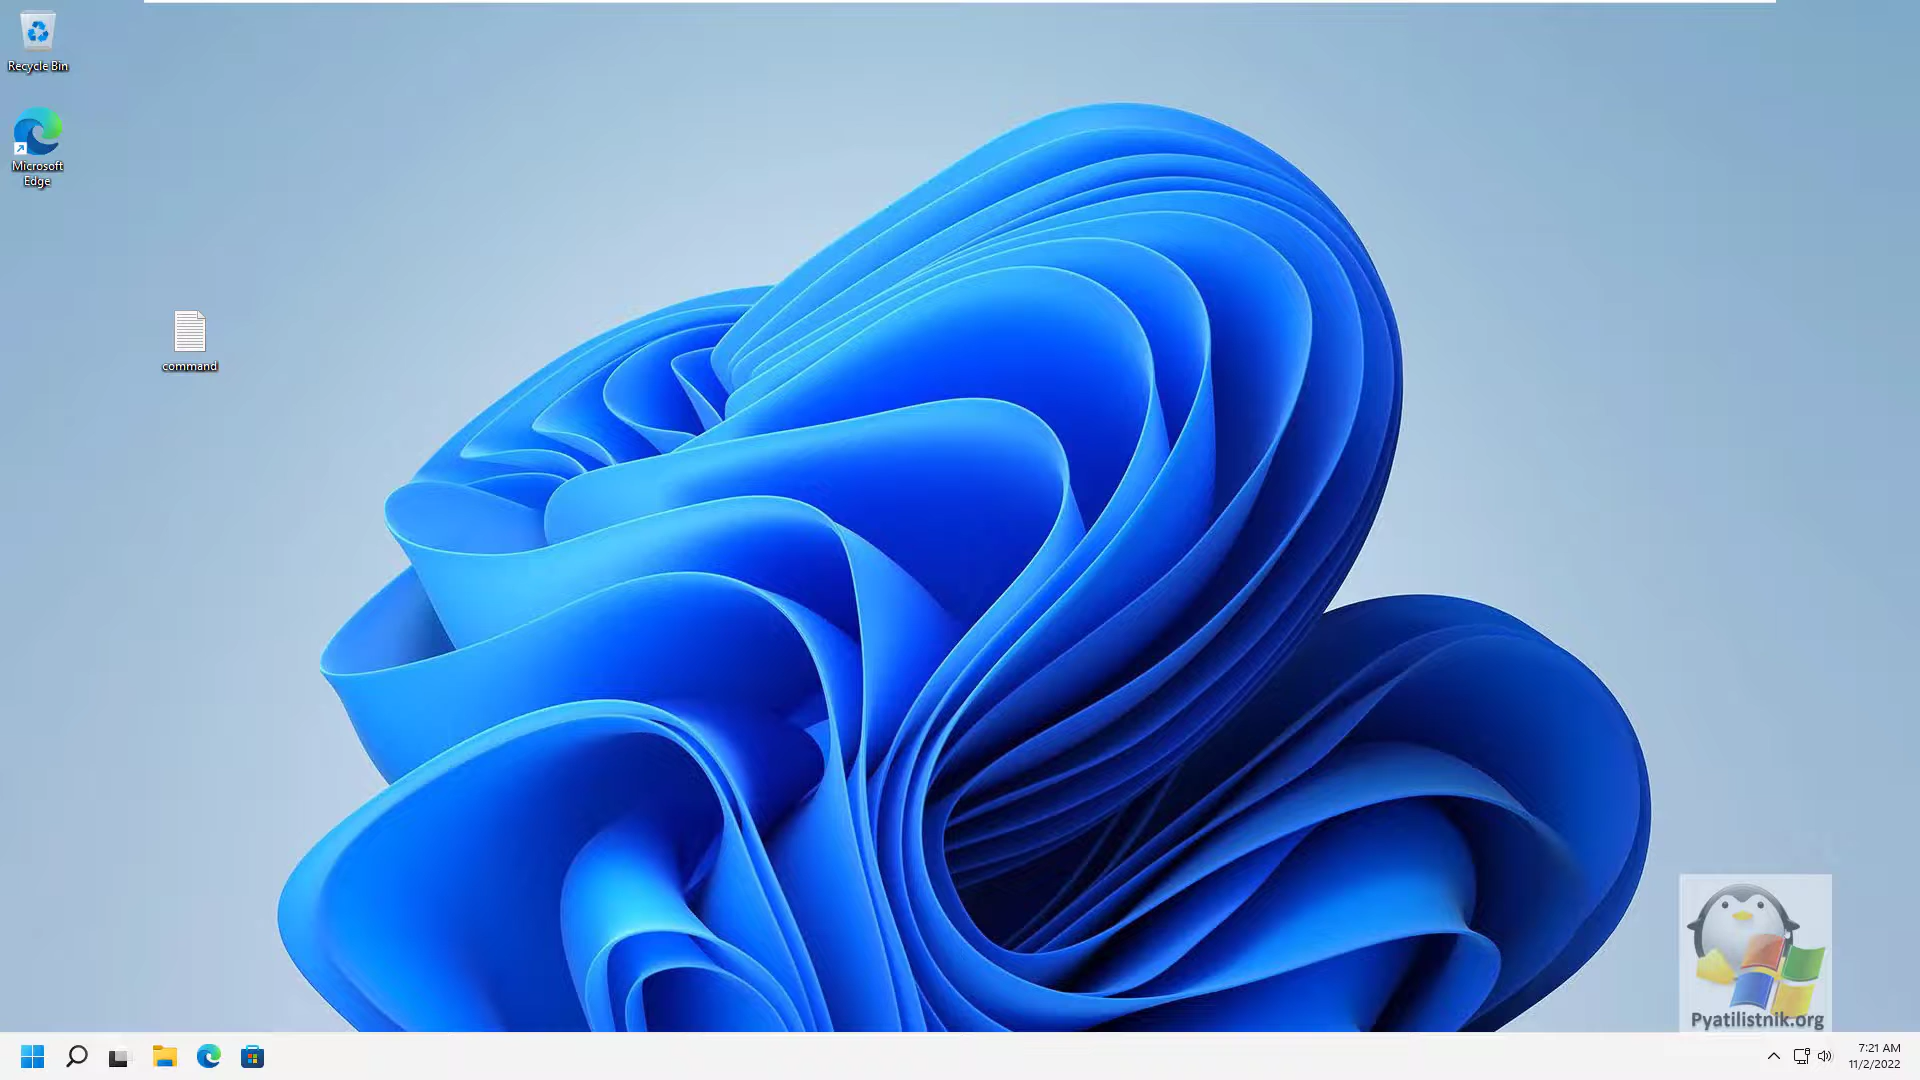 Recycle Bin
Microsoft
Edge
command
Pyatilistnik.org
7:21 AM
11/2/2022